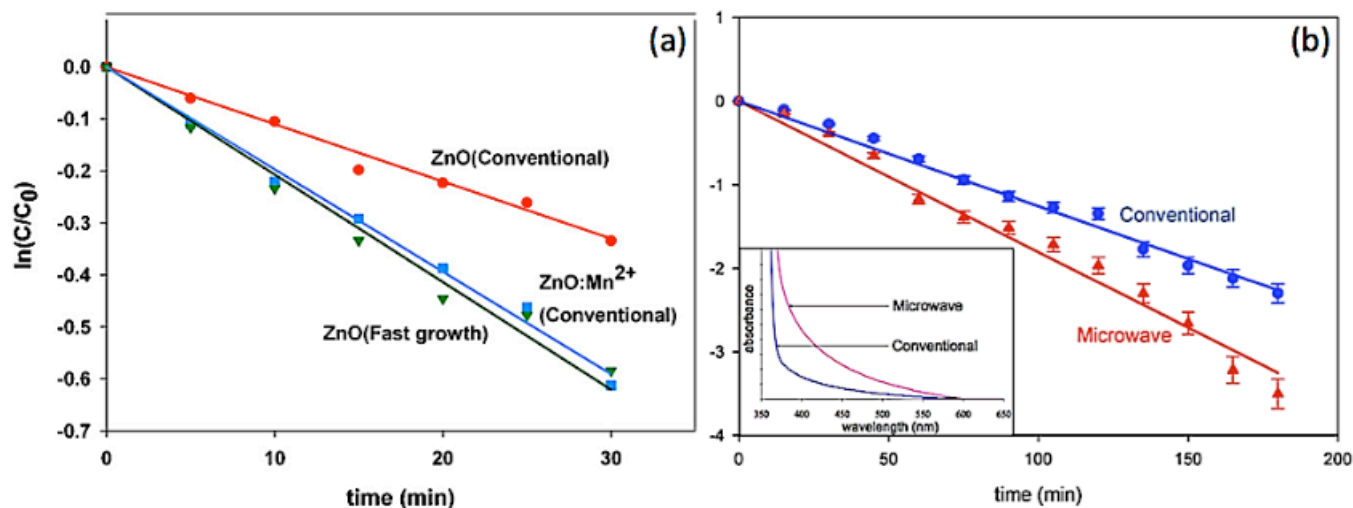 (a)
0.0
-0.1
-0.2
-0.3
-0.4
-0.5
-0.6
-0.7
ln(C/C0)
ZnO(Conventional)
ZnO:Mn2+
(Conventional)
ZnO(Fast growth)
0 10 20 30
time (min)
(b)
0
-1
-2
-3
-4
Conventional
Microwave
absorbance
Microwave
Conventional
350 400 450 500 550 600 650
wavelength (nm)
0 50 100 150 200
time (min)